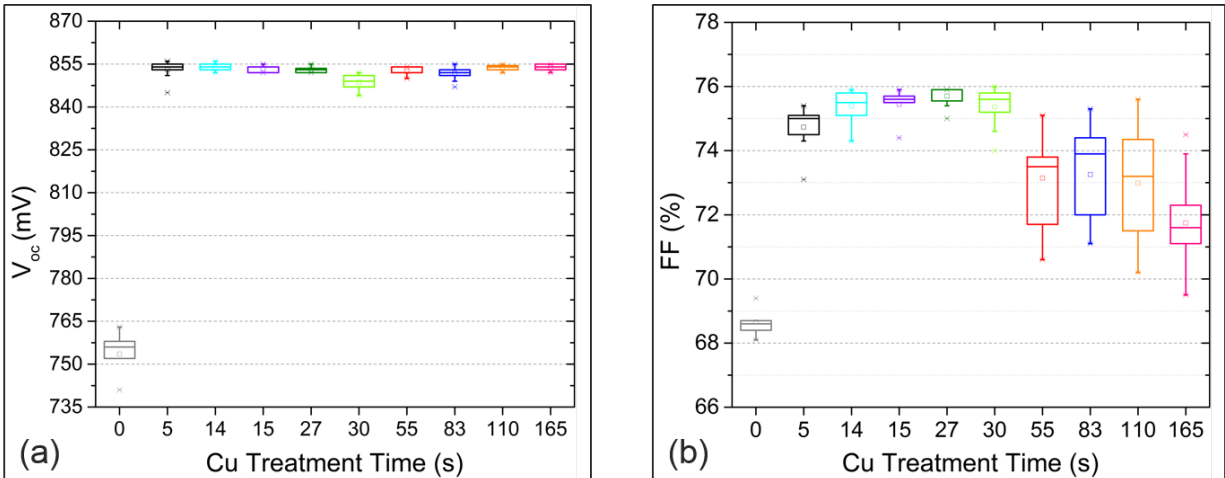 870
855
840
825
810
795
780
765
750
735
V_oc (mV)
0 5 14 15 27 30 55 83 110 165
Cu Treatment Time (s)
(a)
78
76
74
72
70
68
66
FF (%)
0 5 14 15 27 30 55 83 110 165
Cu Treatment Time (s)
(b)